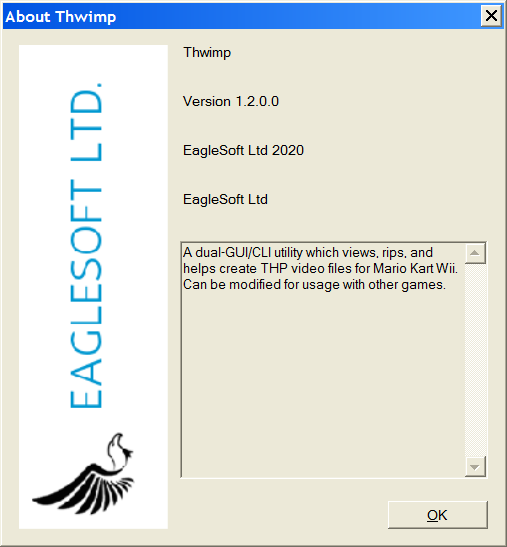 About Thwimp
EAGLESOFT LTD.
Thwimp
Version 1.2.0.0
EagleSoft Ltd 2020
EagleSoft Ltd
A dual-GUI/CLI utility which views, rips, and
helps create THP video files for Mario Kart Wii.
Can be modified for usage with other games.
OK